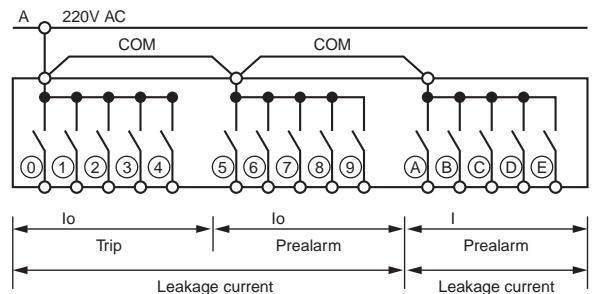 A 220V AC
COM COM
0 1 2 3 4 5 6 7 8 9 A B C D E
Io Io I
Trip Prealarm Prealarm
Leakage current Leakage current